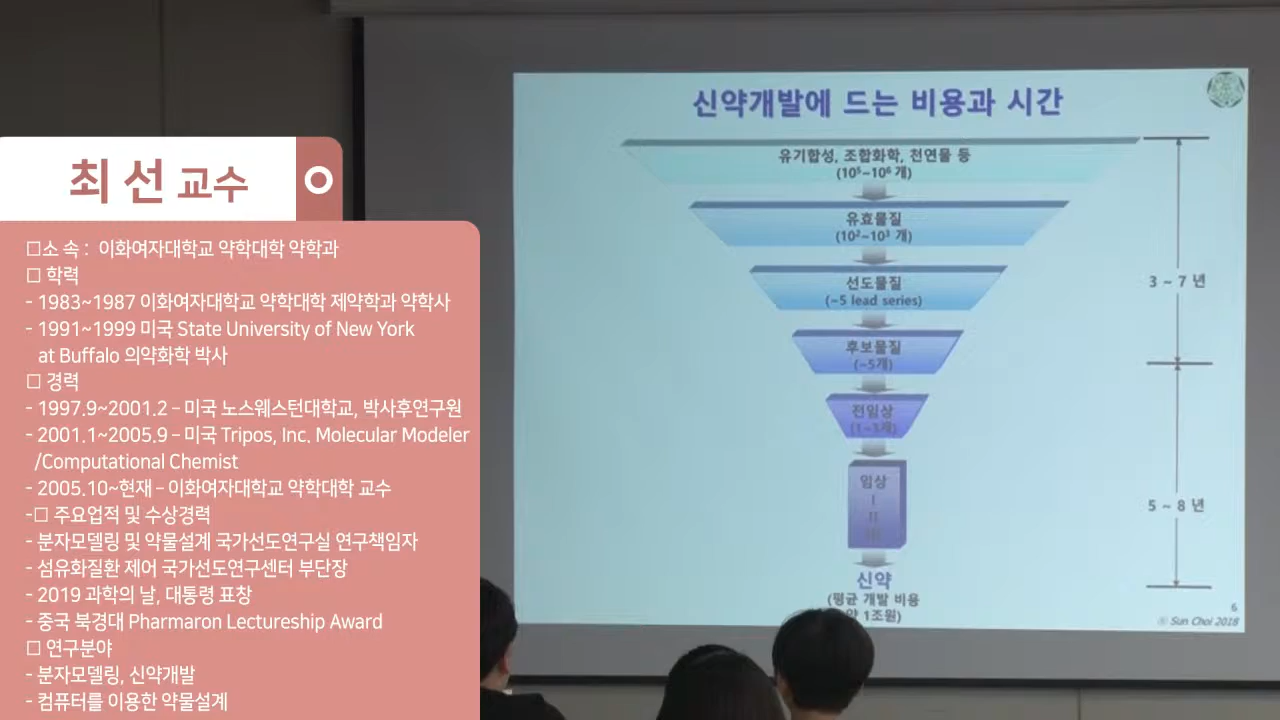 최 선 교수
□소 속 : 이화여자대학교 약학대학 약학과
□ 학력
- 1983~1987 이화여자대학교 약학대학 제약학과 약학사
- 1991~1999 미국 State University of New York
at Buffalo 의약화학 박사
□ 경력
- 1997.9~2001.2 – 미국 노스웨스턴대학교, 박사후연구원
- 2001.1~2005.9 – 미국 Tripos, Inc. Molecular Modeler
/Computational Chemist
- 2005.10~현재 – 이화여자대학교 약학대학 교수
-□ 주요업적 및 수상경력
- 분자모델링 및 약물설계 국가선도연구실 연구책임자
- 섬유화질환 제어 국가선도연구센터 부단장
- 2019 과학의 날, 대통령 표창
- 중국 북경대 Pharmaron Lectureship Award
□ 연구분야
- 분자모델링, 신약개발
- 컴퓨터를 이용한 약물설계
신약개발에 드는 비용과 시간
유기합성, 조합화학, 천연물 등
(10⁵~10⁶ 개)
유효물질
(10²~10³ 개)
선도물질
(~5 lead series)
3 ~ 7 년
후보물질
(~5개)
전임상
(1~3개)
임상
I
II
III
5 ~ 8 년
신약
(평균 개발 비용
약 1조원)
6
© Sun Choi 2018